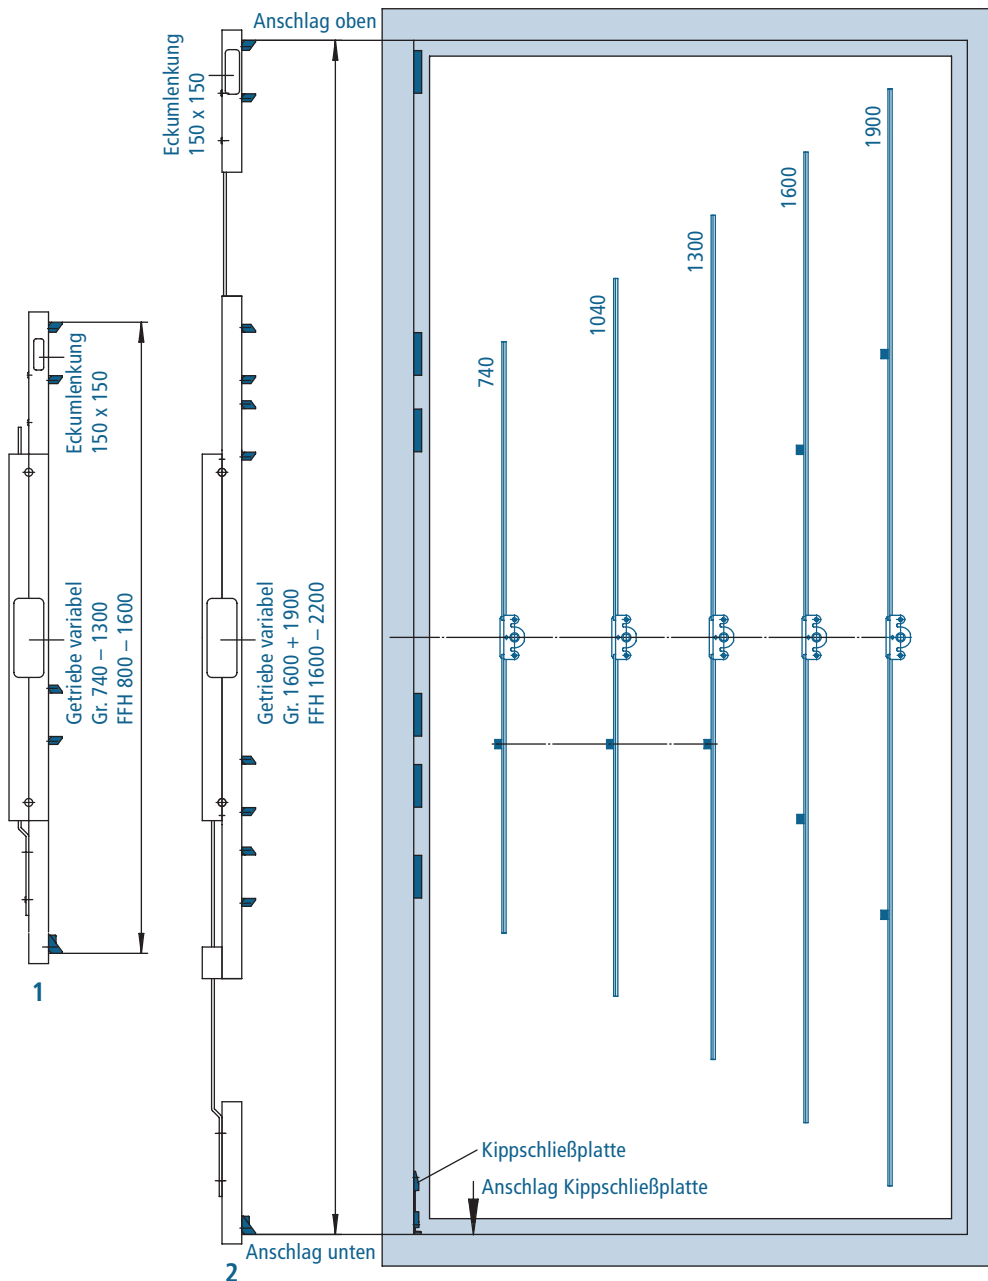 Anschlag oben
Eckumlenkung
150 x 150
1900
1600
1300
1040
740
Eckumlenkung
150 x 150
Getriebe variabel
Gr. 740 – 1300
FFH 800 – 1600
Getriebe variabel
Gr. 1600 + 1900
FFH 1600 – 2200
1
Kippschließplatte
Anschlag Kippschließplatte
Anschlag unten
2